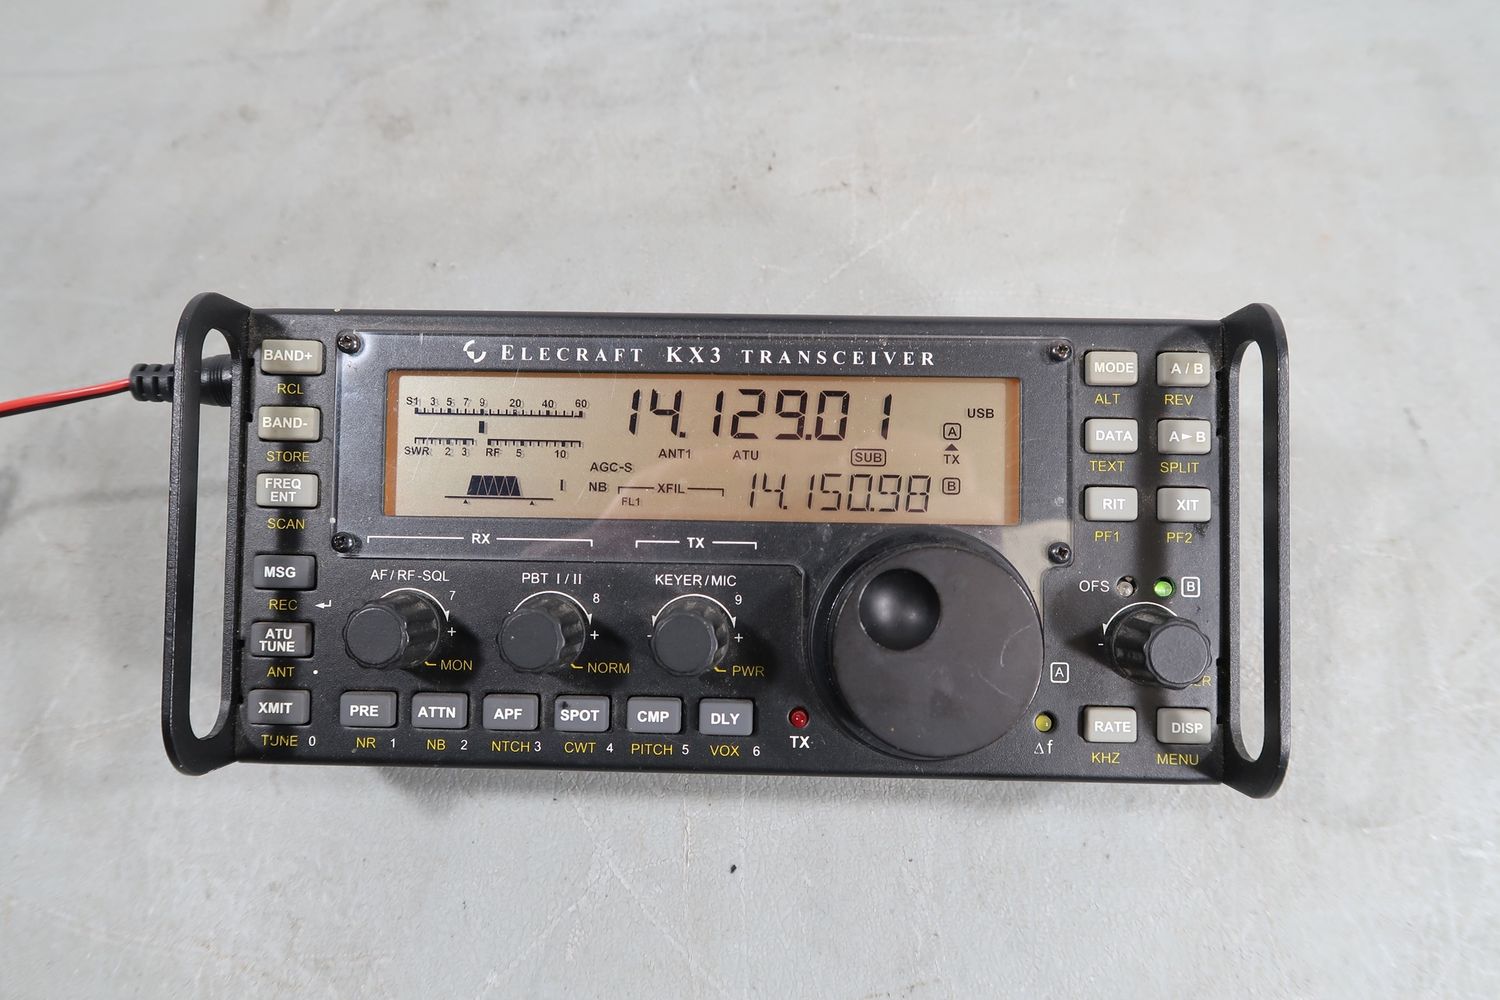 ELECRAFT KX3 TRANSCEIVER
BAND+
RCL
BAND-
STORE
FREQ
ENT
SCAN
MSG
REC
ATU
TUNE
ANT .
XMIT
TUNE 0
S1 3 5 7 9 20 40 60
SWR 2 3 RF 5 10
14.129.01
USB
ANT1 ATU SUB
A
TX
B
AGC-S
NB XFIL
FL1
14.150.98
RX
TX
AF/RF-SQL
7
+
MON
PBT I/II
8
+
NORM
KEYER/MIC
9
- +
PWR
PRE
NR 1
ATTN
NB 2
APF
NTCH 3
SPOT
CWT 4
CMP
PITCH 5
DLY
VOX 6
TX
A
Δf
MODE
ALT
A/B
REV
DATA
TEXT
A►B
SPLIT
RIT
PF1
XIT
PF2
OFS
B
-
RATE
KHZ
DISP
MENU